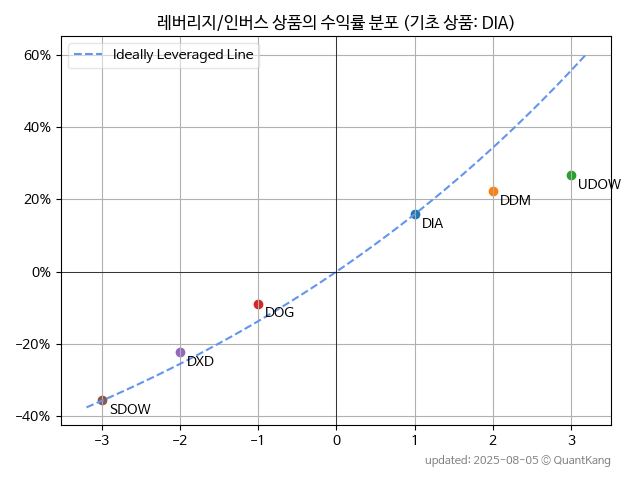 레버리지/인버스 상품의 수익률 분포 (기초 상품: DIA)
60%
Ideally Leveraged Line
40%
20%
UDOW
DDM
DIA
0%
DOG
−20%
DXD
−40%
SDOW
−3 −2 −1 0 1 2 3
updated: 2025-08-05 © QuantKang